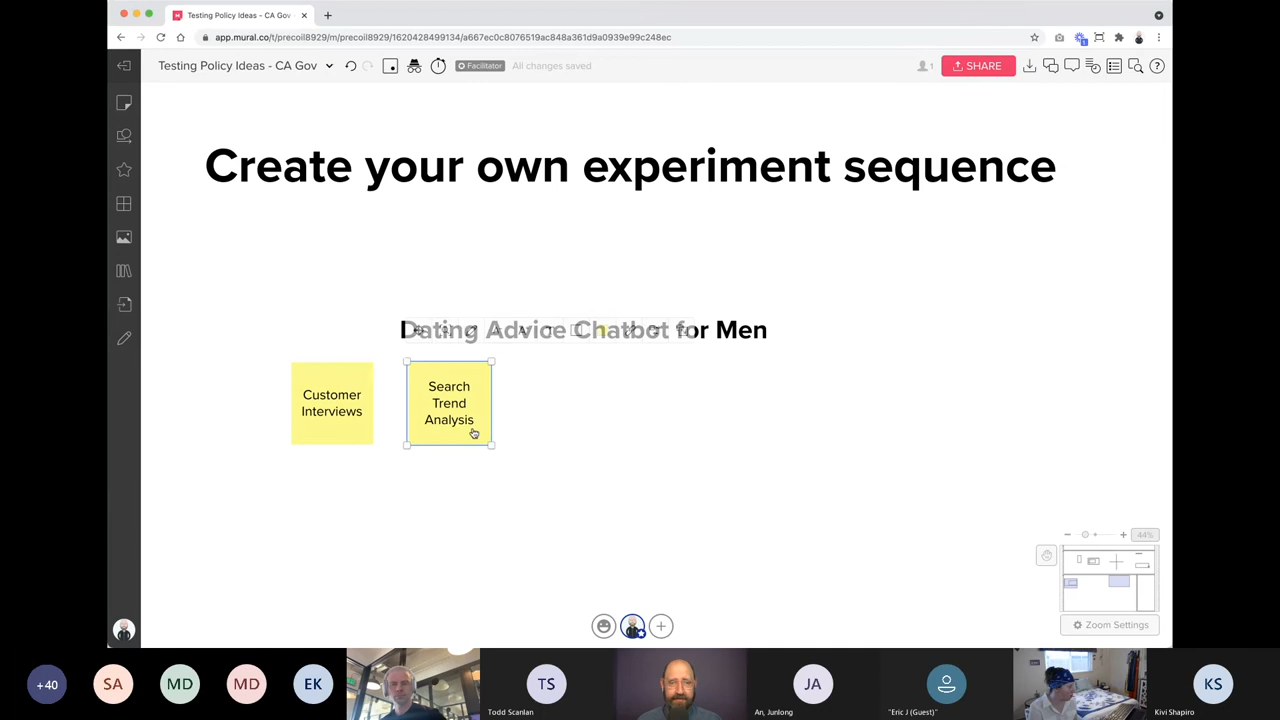 Testing Policy Ideas - CA Gov
app.mural.co/t/precoil8929/m/precoil8929/1620428499134/a667ec0c8076519ac848a361d9a0939e99c248ec
Testing Policy Ideas - CA Gov
Facilitator
All changes saved
1
SHARE
Create your own experiment sequence
Dating Advice Chatbot for Men
Customer
Interviews
Search
Trend
Analysis
44%
Zoom Settings
+40
SA
MD
MD
EK
TS
Todd Scanlan
JA
An, Junlong
"Eric J (Guest)"
KS
Kivi Shapiro